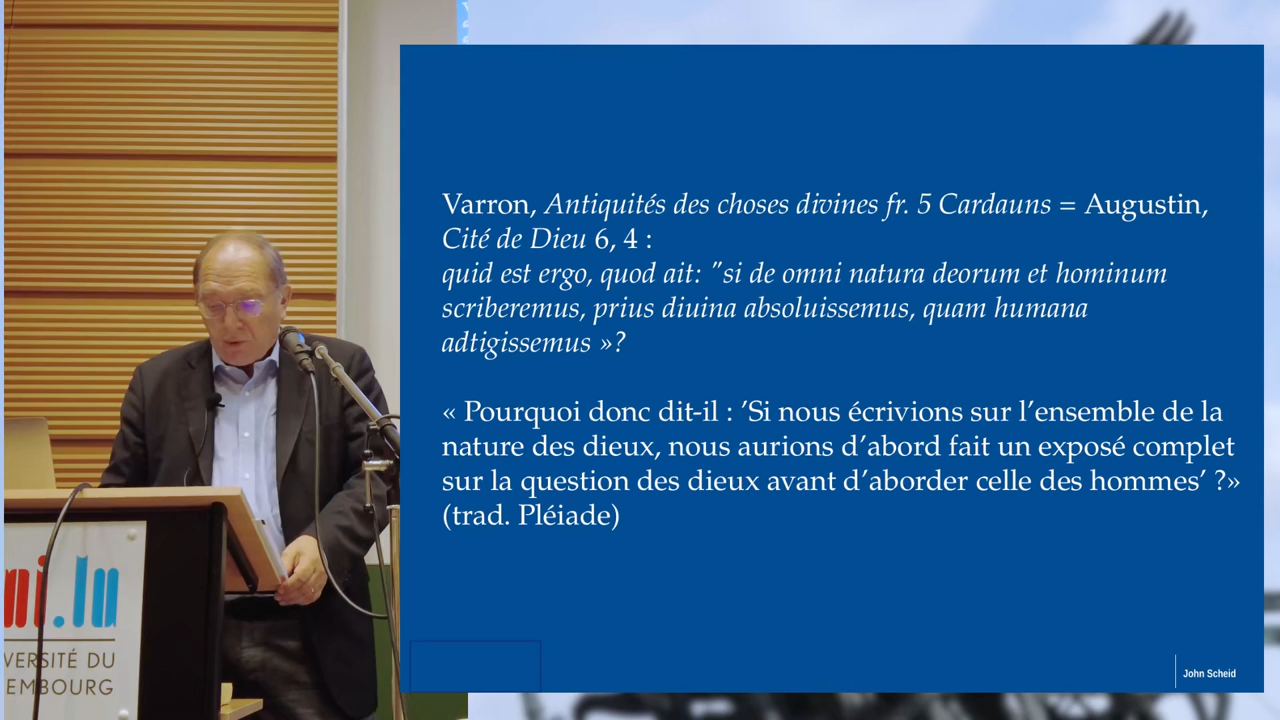 Varron, Antiquités des choses divines fr. 5 Cardauns = Augustin,
Cité de Dieu 6, 4 :
quid est ergo, quod ait: ″si de omni natura deorum et hominum
scriberemus, prius diuina absoluissemus, quam humana
adtigissemus »?
« Pourquoi donc dit-il : ’Si nous écrivions sur l’ensemble de la
nature des dieux, nous aurions d’abord fait un exposé complet
sur la question des dieux avant d’aborder celle des hommes’ ?»
(trad. Pléiade)
John Scheid
ni.lu
VERSITÉ DU
EMBOURG